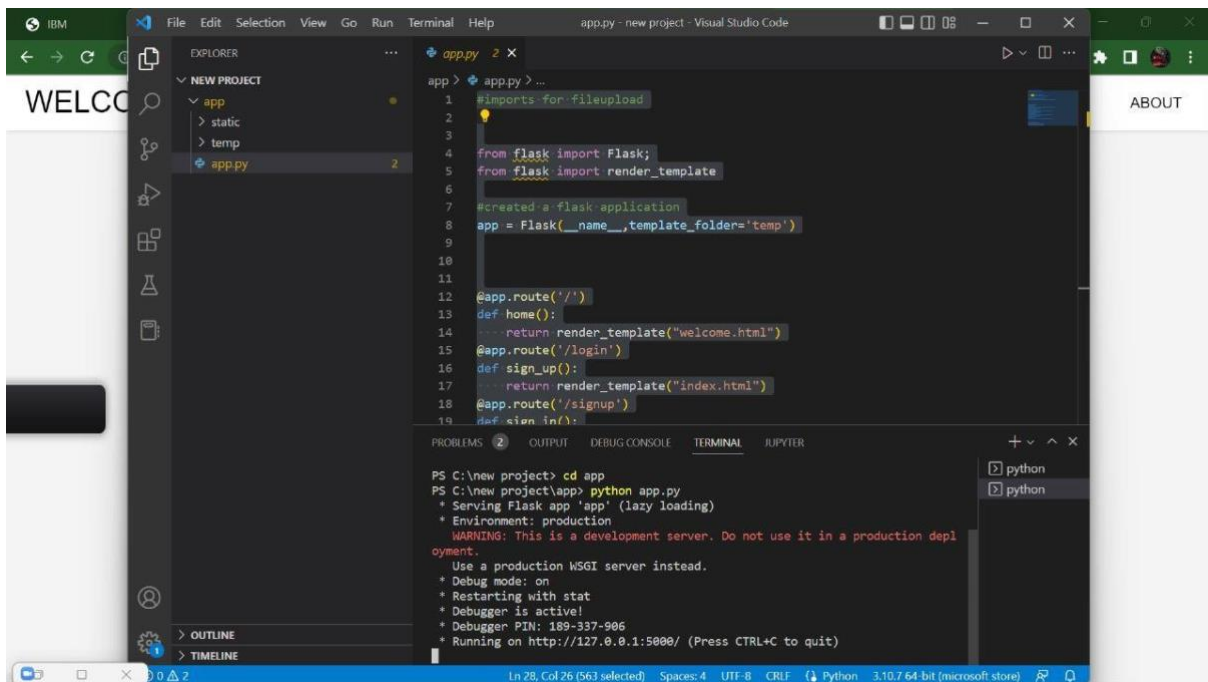 IBM
File Edit Selection View Go Run Terminal Help
app.py - new project - Visual Studio Code
WELCO
ABOUT
EXPLORER
NEW PROJECT
app
static
temp
app.py 2
OUTLINE
TIMELINE
app.py 2
app > app.py > ...
1 #imports for fileupload
2
3
4 from flask import Flask;
5 from flask import render_template
6
7 #created a flask application
8 app = Flask(__name__,template_folder='temp')
9
10
11
12 @app.route('/')
13 def home():
14 return render_template("welcome.html")
15 @app.route('/login')
16 def sign_up():
17 return render_template("index.html")
18 @app.route('/signup')
19 def sign_in():
PROBLEMS 2 OUTPUT DEBUG CONSOLE TERMINAL JUPYTER
PS C:\new project> cd app
PS C:\new project\app> python app.py
* Serving Flask app 'app' (lazy loading)
* Environment: production
WARNING: This is a development server. Do not use it in a production depl
oyment.
Use a production WSGI server instead.
* Debug mode: on
* Restarting with stat
* Debugger is active!
* Debugger PIN: 189-337-906
* Running on http://127.0.0.1:5000/ (Press CTRL+C to quit)
python
python
1
0 2
Ln 28, Col 26 (563 selected) Spaces: 4 UTF-8 CRLF Python 3.10.7 64-bit (microsoft store)